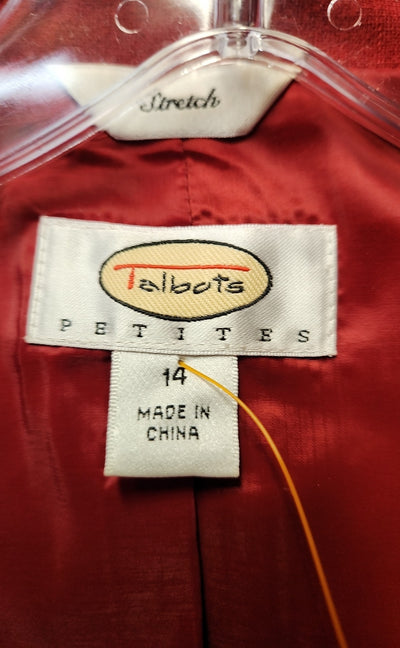 Stretch
Talbots
PETITES
14
MADE IN
CHINA